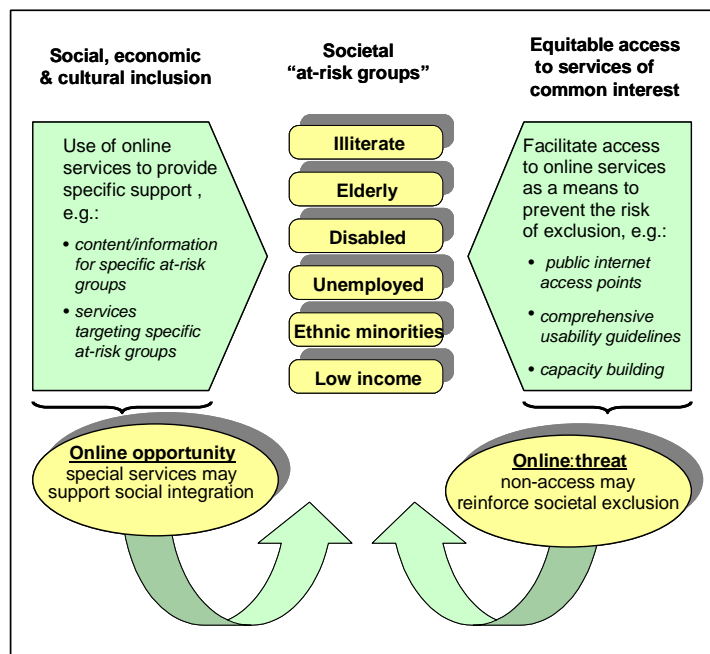 Social, economic
& cultural inclusion
Societal
“at-risk groups”
Equitable access
to services of
common interest
Use of online
services to provide
specific support ,
e.g.:
• content/information
for specific at-risk
groups
• services
targeting specific
at-risk groups
Illiterate
Elderly
Disabled
Unemployed
Ethnic minorities
Low income
Facilitate access
to online services
as a means to
prevent the risk
of exclusion, e.g.:
• public internet
access points
• comprehensive
usability guidelines
• capacity building
Online opportunity
special services may
support social integration
Online:threat
non-access may
reinforce societal exclusion